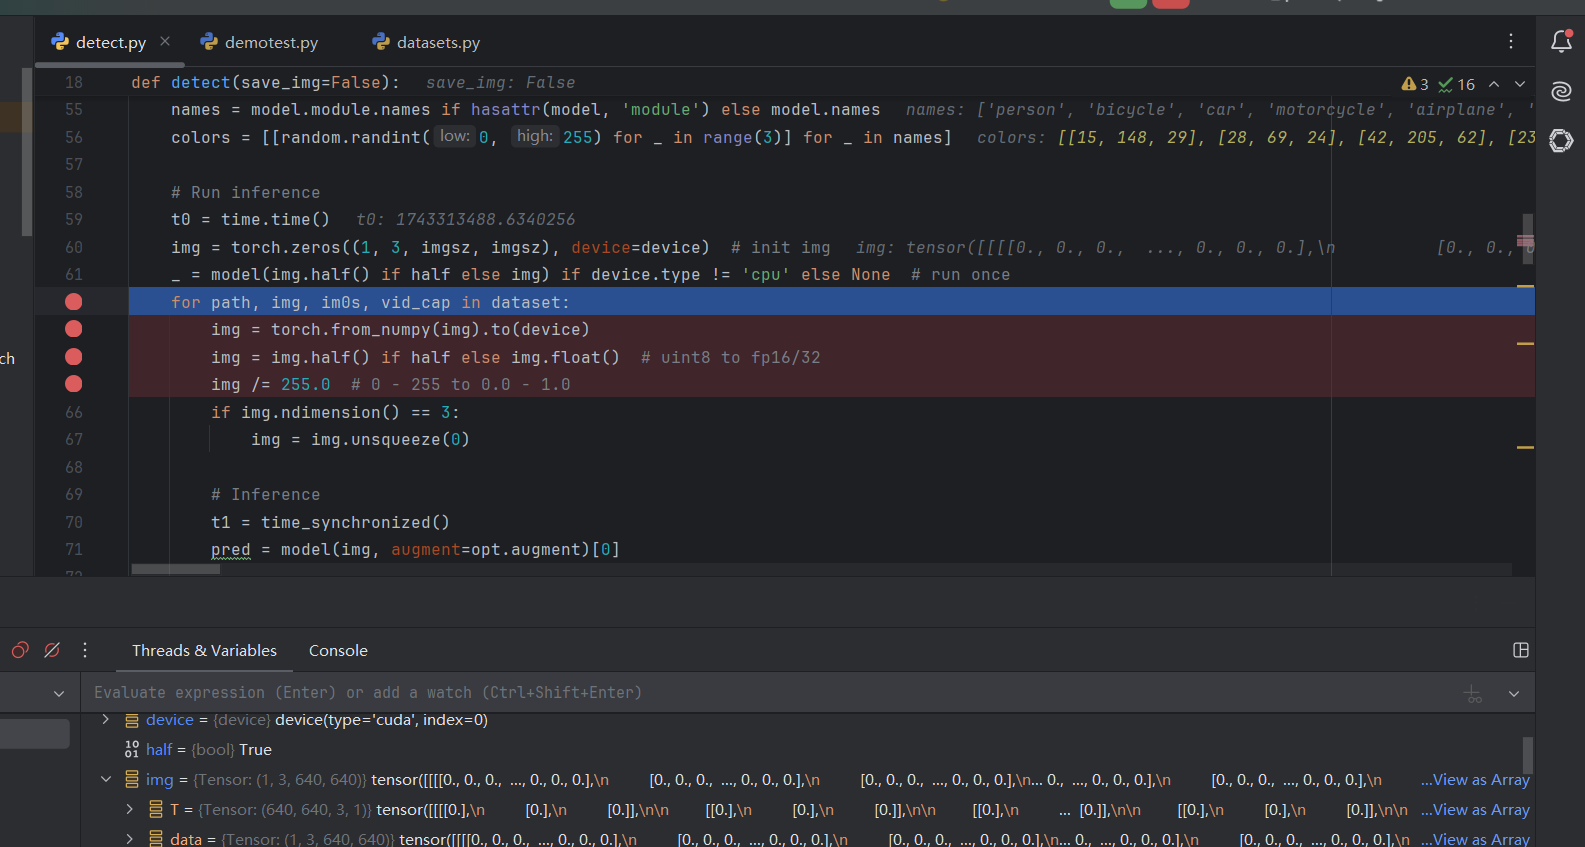 detect.py
demotest.py
datasets.py
18 def detect(save_img=False): save_img: False
3 16
55 names = model.module.names if hasattr(model, 'module') else model.names names: ['person', 'bicycle', 'car', 'motorcycle', 'airplane', '
56 colors = [[random.randint(low: 0, high: 255) for _ in range(3)] for _ in names] colors: [[15, 148, 29], [28, 69, 24], [42, 205, 62], [23
57
58 # Run inference
59 t0 = time.time() t0: 1743313488.6340256
60 img = torch.zeros((1, 3, imgsz, imgsz), device=device) # init img img: tensor([[[[0., 0., 0., ..., 0., 0., 0.],\n [0., 0., 0
61 _ = model(img.half() if half else img) if device.type != 'cpu' else None # run once
for path, img, im0s, vid_cap in dataset:
img = torch.from_numpy(img).to(device)
ch
img = img.half() if half else img.float() # uint8 to fp16/32
img /= 255.0 # 0 - 255 to 0.0 - 1.0
66 if img.ndimension() == 3:
67 img = img.unsqueeze(0)
68
69 # Inference
70 t1 = time_synchronized()
71 pred = model(img, augment=opt.augment)[0]
72
Threads & Variables
Console
Evaluate expression (Enter) or add a watch (Ctrl+Shift+Enter)
device = {device} device(type='cuda', index=0)
half = {bool} True
img = {Tensor: (1, 3, 640, 640)} tensor([[[[0., 0., 0., ..., 0., 0., 0.],\n [0., 0., 0., ..., 0., 0., 0.],\n [0., 0., 0., ..., 0., 0., 0.],\n... 0., ..., 0., 0., 0.],\n [0., 0., 0., ..., 0., 0., 0.],\n ...View as Array
T = {Tensor: (640, 640, 3, 1)} tensor([[[[0.],\n [0.],\n [0.]],\n\n [[0.],\n [0.],\n [0.]],\n\n [[0.],\n ... [0.]],\n\n [[0.],\n [0.],\n [0.]],\n\n ...View as Array
data = {Tensor: (1, 3, 640, 640)} tensor([[[[0., 0., 0., ..., 0., 0., 0.],\n [0., 0., 0., ..., 0., 0., 0.],\n [0., 0., 0., ..., 0., 0., 0.],\n... 0., ..., 0., 0., 0.],\n [0., 0., 0., ..., 0., 0., 0.],\n ...View as Array